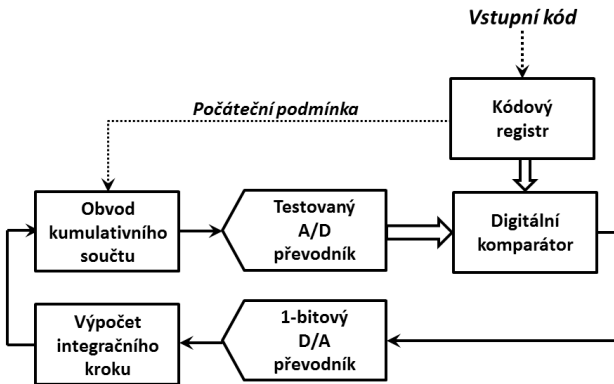 Vstupní kód
Počáteční podmínka
Kódový
registr
Obvod
kumulativního
součtu
Testovaný
A/D
převodník
Digitální
komparátor
Výpočet
integračního
kroku
1-bitový
D/A
převodník